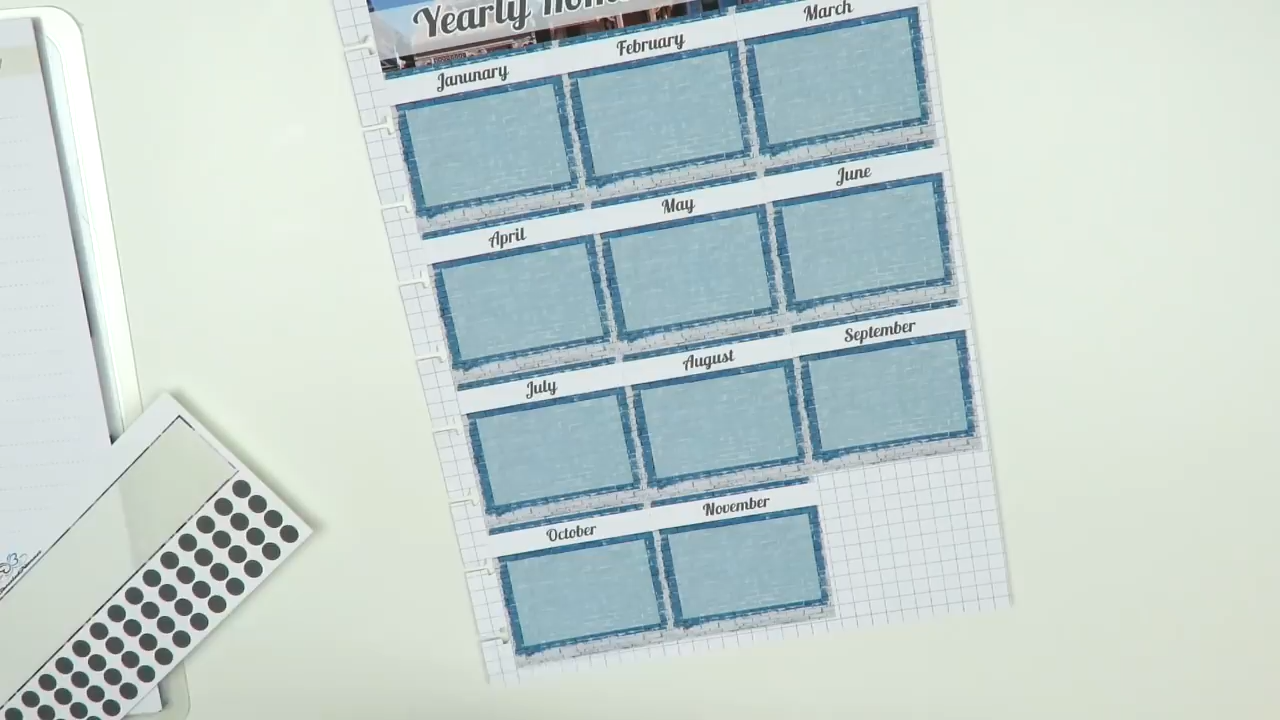 Yearly
Janunary
February
March
April
May
June
July
August
September
October
November